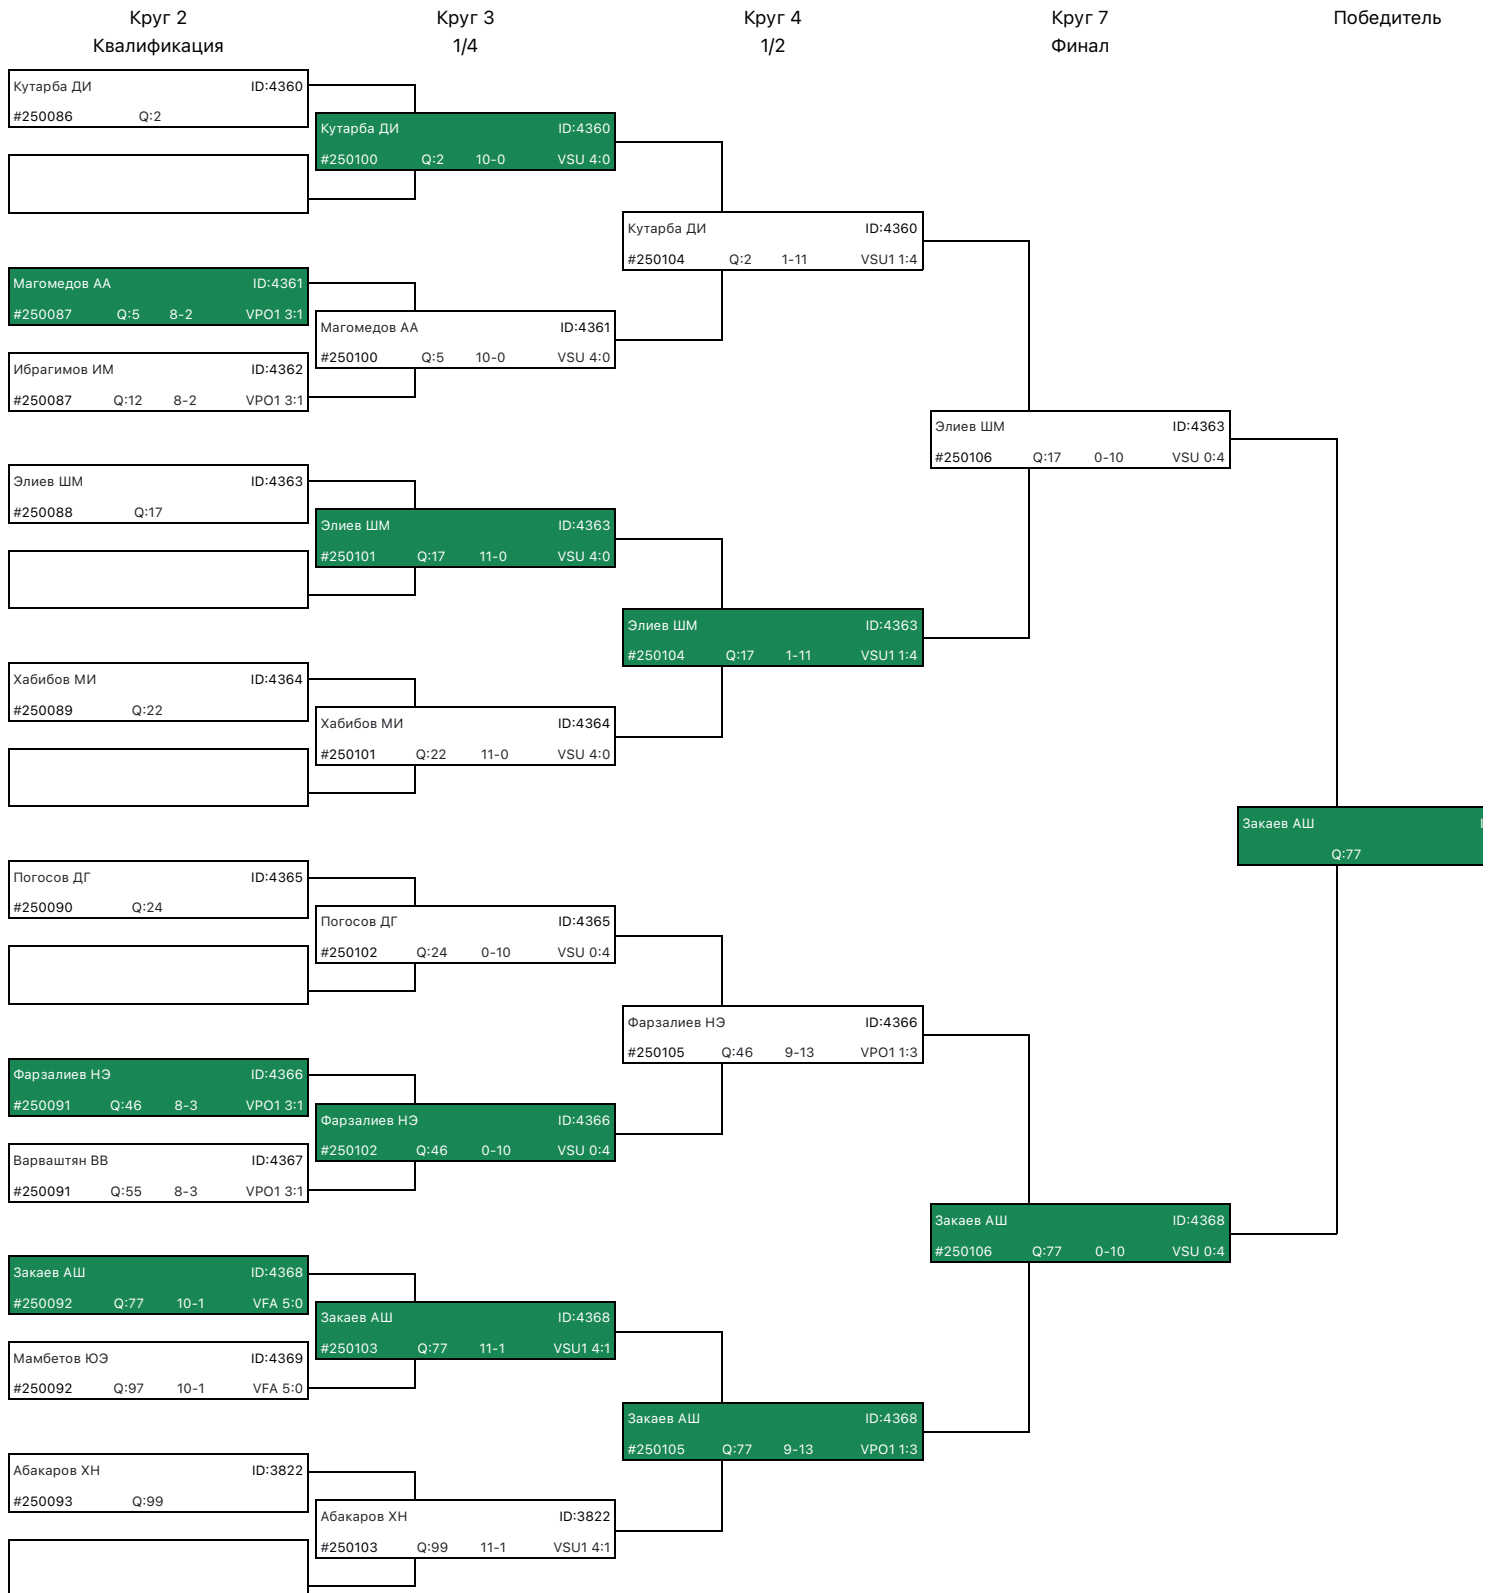 Круг 2 Круг 3 Круг 4 Круг 7 Победитель
Квалификация 1/4 1/2 Финал
Кутарба ДИ ID:4360
#250086 Q:2
Магомедов АА ID:4361
#250087 Q:5 8-2 VPO1 3:1
Ибрагимов ИМ ID:4362
#250087 Q:12 8-2 VPO1 3:1
Элиев ШМ ID:4363
#250088 Q:17
Хабибов МИ ID:4364
#250089 Q:22
Погосов ДГ ID:4365
#250090 Q:24
Фарзалиев НЭ ID:4366
#250091 Q:46 8-3 VPO1 3:1
Варваштян ВВ ID:4367
#250091 Q:55 8-3 VPO1 3:1
Закаев АШ ID:4368
#250092 Q:77 10-1 VFA 5:0
Мамбетов ЮЭ ID:4369
#250092 Q:97 10-1 VFA 5:0
Абакаров ХН ID:3822
#250093 Q:99
Кутарба ДИ ID:4360
#250100 Q:2 10-0 VSU 4:0
Магомедов АА ID:4361
#250100 Q:5 10-0 VSU 4:0
Элиев ШМ ID:4363
#250101 Q:17 11-0 VSU 4:0
Хабибов МИ ID:4364
#250101 Q:22 11-0 VSU 4:0
Погосов ДГ ID:4365
#250102 Q:24 0-10 VSU 0:4
Фарзалиев НЭ ID:4366
#250102 Q:46 0-10 VSU 0:4
Закаев АШ ID:4368
#250103 Q:77 11-1 VSU1 4:1
Абакаров ХН ID:3822
#250103 Q:99 11-1 VSU1 4:1
Кутарба ДИ ID:4360
#250104 Q:2 1-11 VSU1 1:4
Элиев ШМ ID:4363
#250104 Q:17 1-11 VSU1 1:4
Фарзалиев НЭ ID:4366
#250105 Q:46 9-13 VPO1 1:3
Закаев АШ ID:4368
#250105 Q:77 9-13 VPO1 1:3
Элиев ШМ ID:4363
#250106 Q:17 0-10 VSU 0:4
Закаев АШ ID:4368
#250106 Q:77 0-10 VSU 0:4
Закаев АШ
Q:77